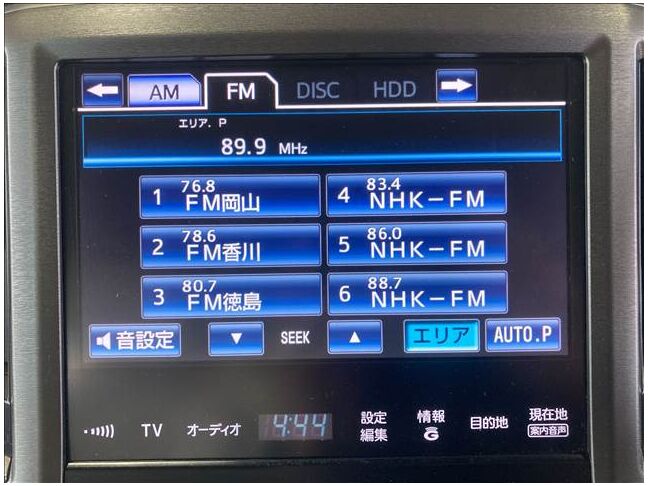 AM FM DISC HDD
エリア. P
89.9 MHz
1 76.8 FM岡山
4 83.4 NHK-FM
2 78.6 FM香川
5 86.0 NHK-FM
3 80.7 FM徳島
6 88.7 NHK-FM
音設定 ▼ SEEK ▲ エリア AUTO.P
TV オーディオ 4:44 設定 編集 情報 G 目的地 現在地 案内音声